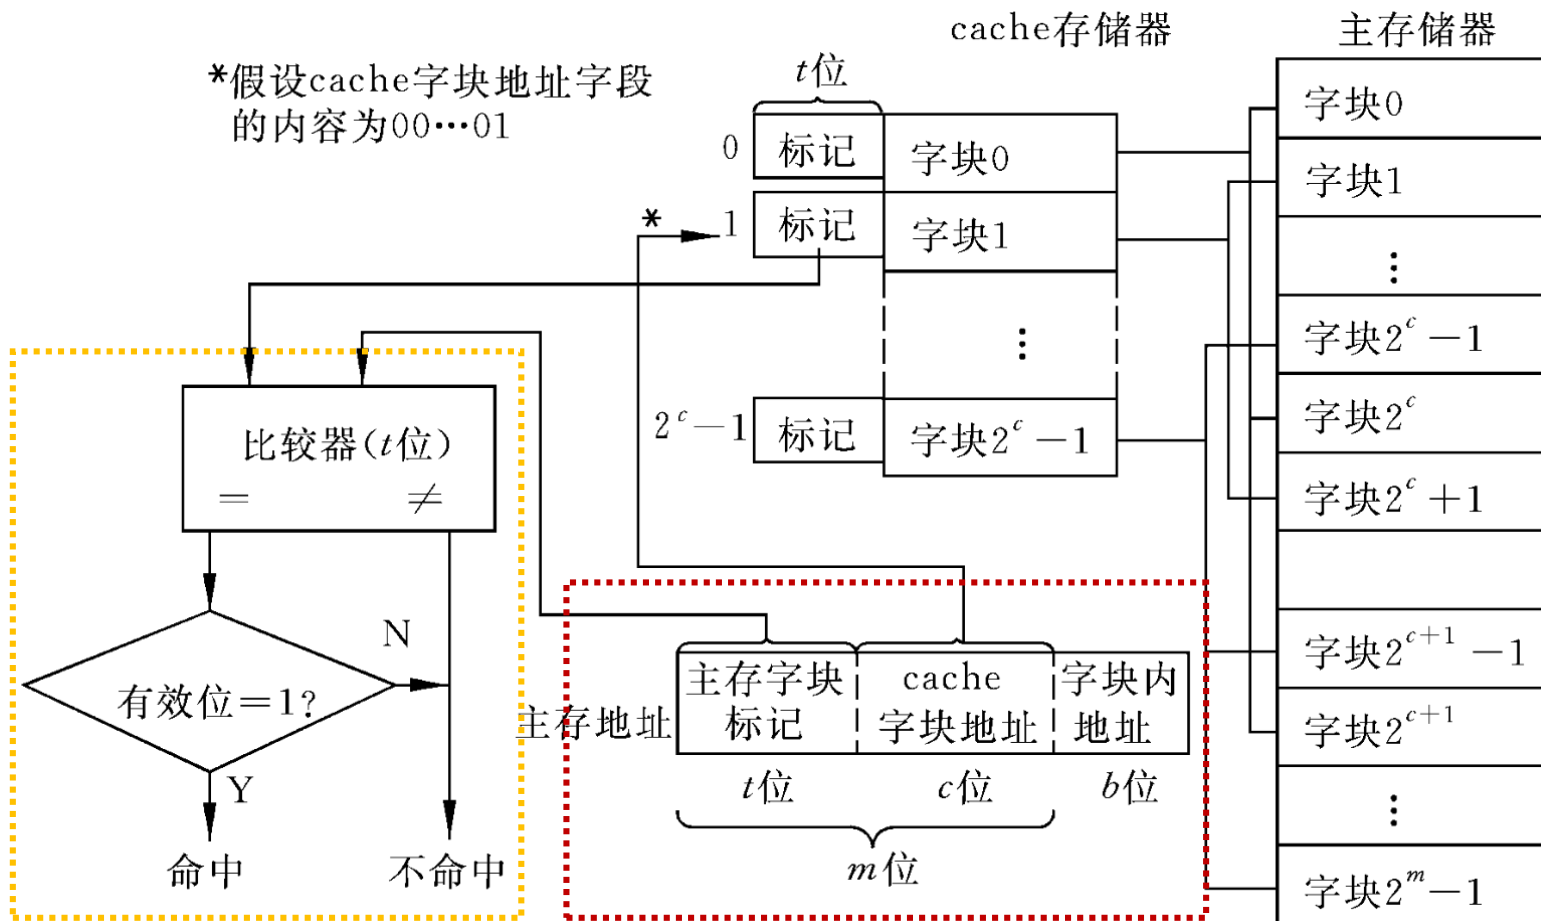 cache存储器
主存储器
*假设cache字块地址字段
的内容为00…01
t位
0
标记
字块0
*
1
标记
字块1
⋮
2^c-1
标记
字块2^c-1
字块0
字块1
⋮
字块2^c-1
字块2^c
字块2^c+1
字块2^{c+1}-1
字块2^{c+1}
⋮
字块2^m-1
比较器(t位)
= ≠
有效位=1?
N
Y
命中
不命中
主存地址
主存字块
标记
cache
字块地址
字块内
地址
t位
c位
b位
m位